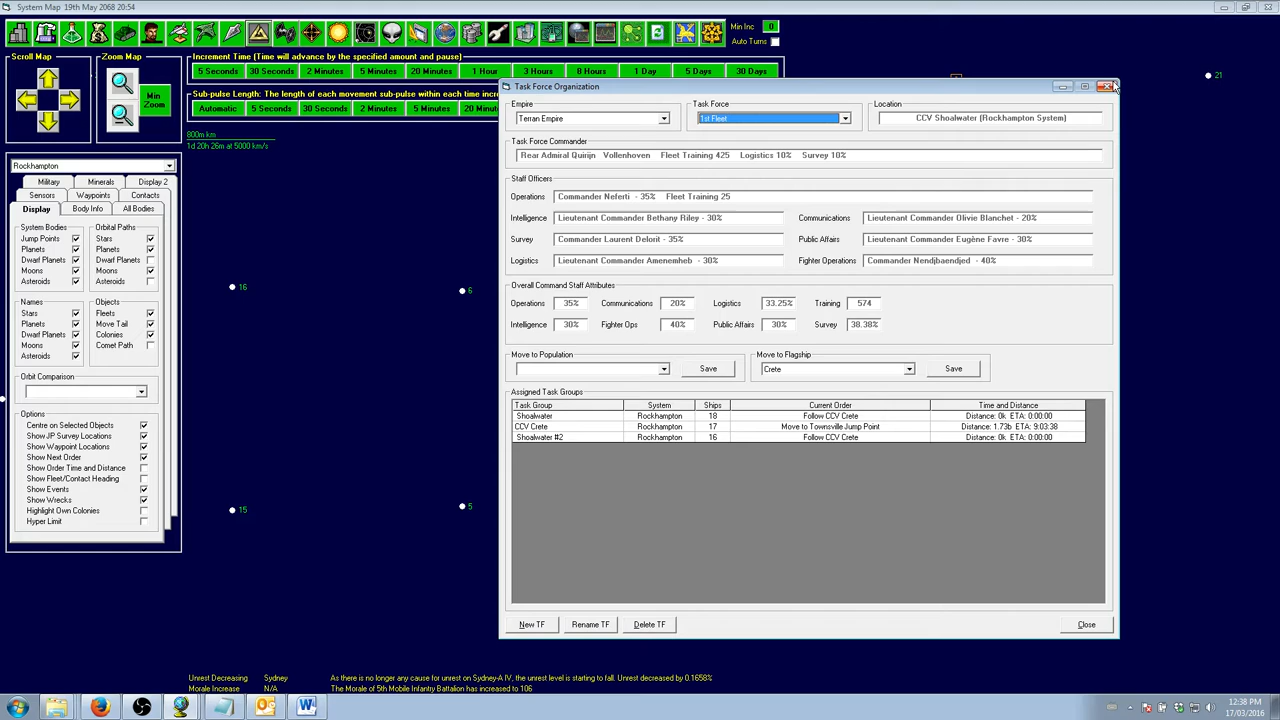 System Map 19th May 2068 20:54
Min Inc 0
Auto Turns
Scroll Map
Zoom Map
Min Zoom
Increment Time (Time will advance by the specified amount and pause)
5 Seconds 30 Seconds 2 Minutes 5 Minutes 20 Minutes 1 Hour 3 Hours 8 Hours 1 Day 5 Days 30 Days
Sub-pulse Length: The length of each movement sub-pulse within each time incre
Automatic 5 Seconds 30 Seconds 2 Minutes 5 Minutes 20 Minut
800m km
1d 20h 26m at 5000 km/s
21
16
6
15
5
Rockhampton
Military Minerals Display 2
Sensors Waypoints Contacts
Display Body Info All Bodies
System Bodies
Jump Points
Planets
Dwarf Planets
Moons
Asteroids
Orbital Paths
Stars
Planets
Dwarf Planets
Moons
Asteroids
Names
Stars
Planets
Dwarf Planets
Moons
Asteroids
Objects
Fleets
Move Tail
Colonies
Comet Path
Orbit Comparison
Options
Centre on Selected Objects
Show JP Survey Locations
Show Waypoint Locations
Show Next Order
Show Order Time and Distance
Show Fleet/Contact Heading
Show Events
Show Wrecks
Highlight Own Colonies
Hyper Limit
Task Force Organization
Empire
Terran Empire
Task Force
1st Fleet
Location
CCV Shoalwater (Rockhampton System)
Task Force Commander
Rear Admiral Quirijn Vollenhoven Fleet Training 425 Logistics 10% Survey 10%
Staff Officers
Operations Commander Neferti - 35% Fleet Training 25
Intelligence Lieutenant Commander Bethany Riley - 30% Communications Lieutenant Commander Olivie Blanchet - 20%
Survey Commander Laurent Delorit - 35% Public Affairs Lieutenant Commander Eugène Favre - 30%
Logistics Lieutenant Commander Amenemheb - 30% Fighter Operations Commander Nendjbaendjed - 40%
Overall Command Staff Attributes
Operations 35% Communications 20% Logistics 33.25% Training 574
Intelligence 30% Fighter Ops 40% Public Affairs 30% Survey 38.38%
Move to Population
Save
Move to Flagship
Crete Save
Assigned Task Groups
Task Group System Ships Current Order Time and Distance
Shoalwater Rockhampton 18 Follow CCV Crete Distance: 0k ETA: 0:00:00
CCV Crete Rockhampton 17 Move to Townsville Jump Point Distance: 1.73b ETA: 9:03:38
Shoalwater #2 Rockhampton 16 Follow CCV Crete Distance: 0k ETA: 0:00:00
New TF Rename TF Delete TF Close
Unrest Decreasing Sydney As there is no longer any cause for unrest on Sydney-A IV, the unrest level is starting to fall. Unrest decreased by 0.1658%
Morale Increase N/A The Morale of 5th Mobile Infantry Battalion has increased to 106
12:38 PM
17/03/2016